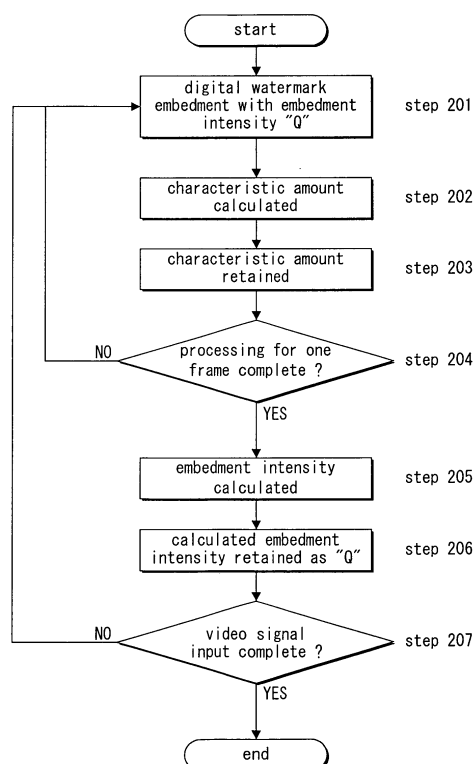 start
digital watermark
embedment with embedment
intensity "Q"
step 201
characteristic amount
calculated
step 202
characteristic amount
retained
step 203
processing for one
frame complete ?
step 204
NO
YES
embedment intensity
calculated
step 205
calculated embedment
intensity retained as "Q"
step 206
video signal
input complete ?
step 207
NO
YES
end